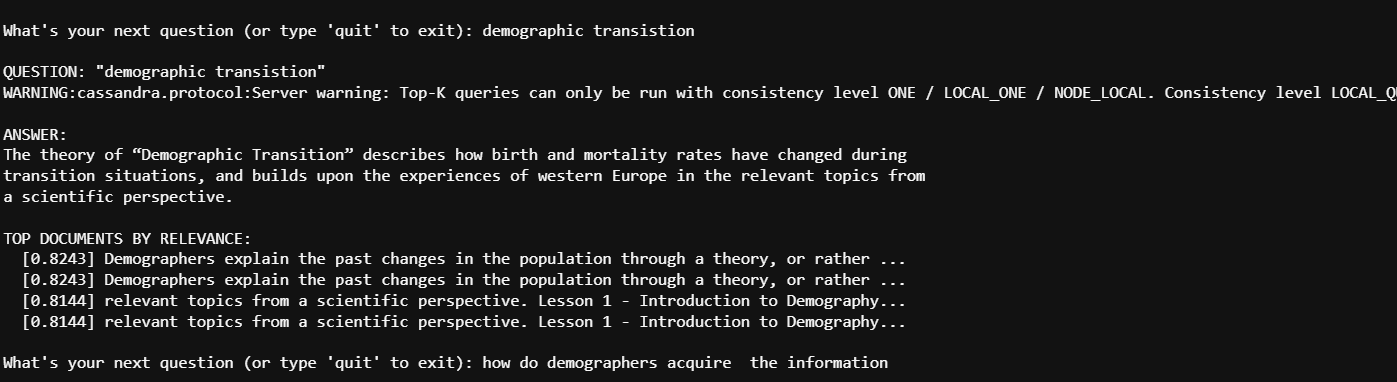 What's your next question (or type 'quit' to exit): demographic transistion
QUESTION: "demographic transistion"
WARNING:cassandra.protocol:Server warning: Top-K queries can only be run with consistency level ONE / LOCAL_ONE / NODE_LOCAL. Consistency level
ANSWER:
The theory of “Demographic Transition” describes how birth and mortality rates have changed during
transition situations, and builds upon the experiences of western Europe in the relevant topics from
a scientific perspective.
TOP DOCUMENTS BY RELEVANCE:
[0.8243] Demographers explain the past changes in the population through a theory, or rather ...
[0.8243] Demographers explain the past changes in the population through a theory, or rather ...
[0.8144] relevant topics from a scientific perspective. Lesson 1 - Introduction to Demography...
[0.8144] relevant topics from a scientific perspective. Lesson 1 - Introduction to Demography...
What's your next question (or type 'quit' to exit): how do demographers acquire  the information